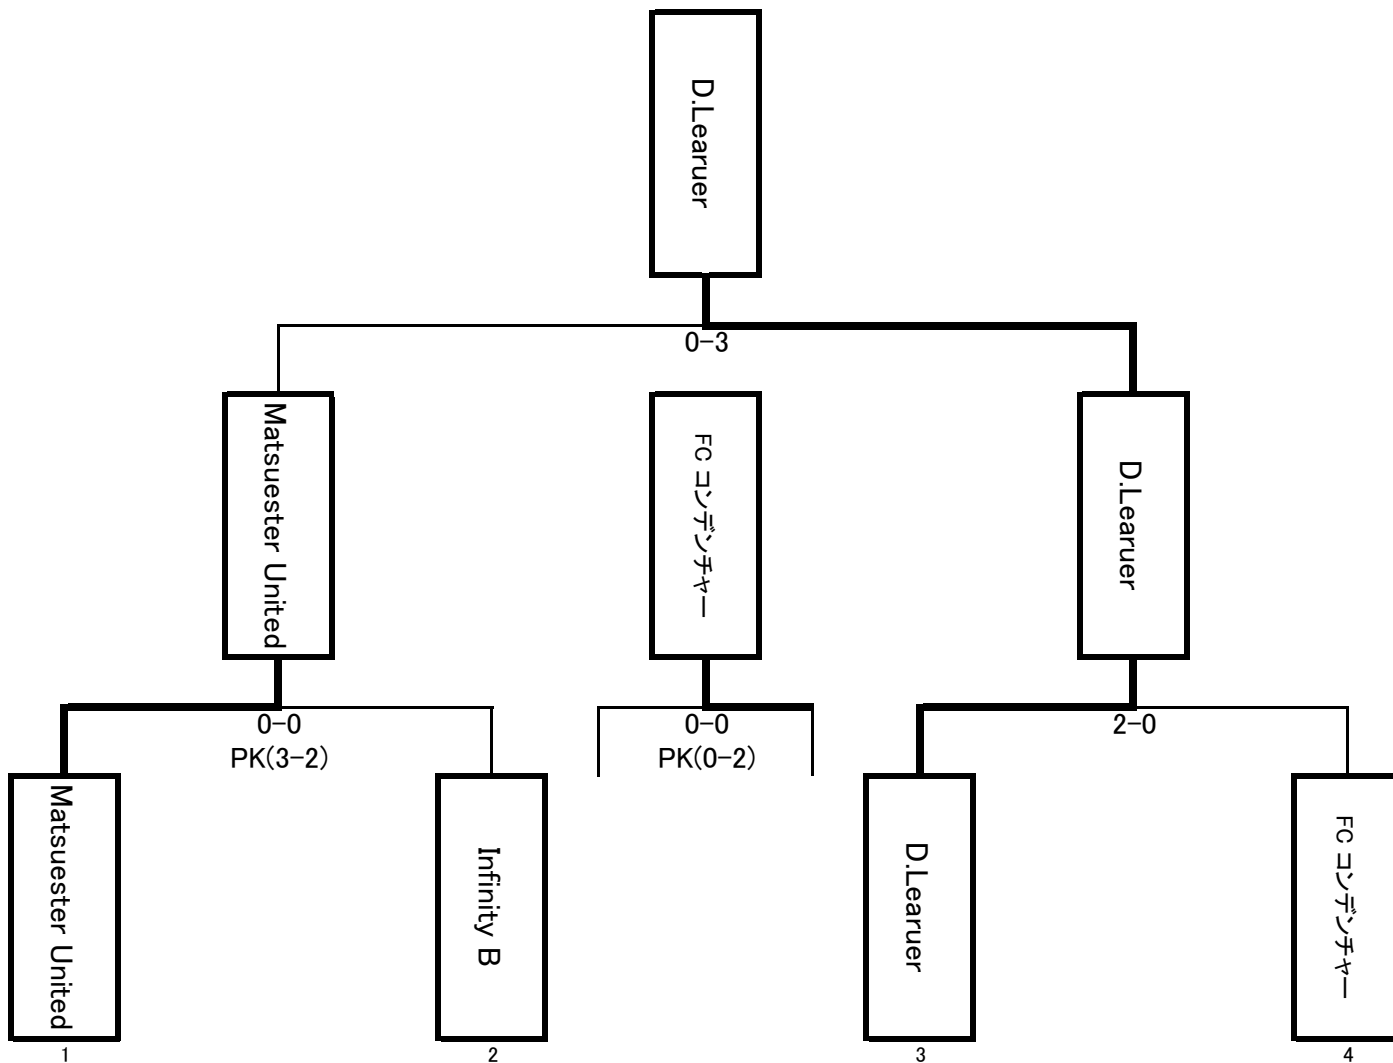 D.Learuer
0-3
Matsuester United
FC コンデンチャー
D.Learuer
0-0
PK(3-2)
0-0
PK(0-2)
2-0
Matsuester United
Infinity B
D.Learuer
FC コンデンチャー
1
2
3
4